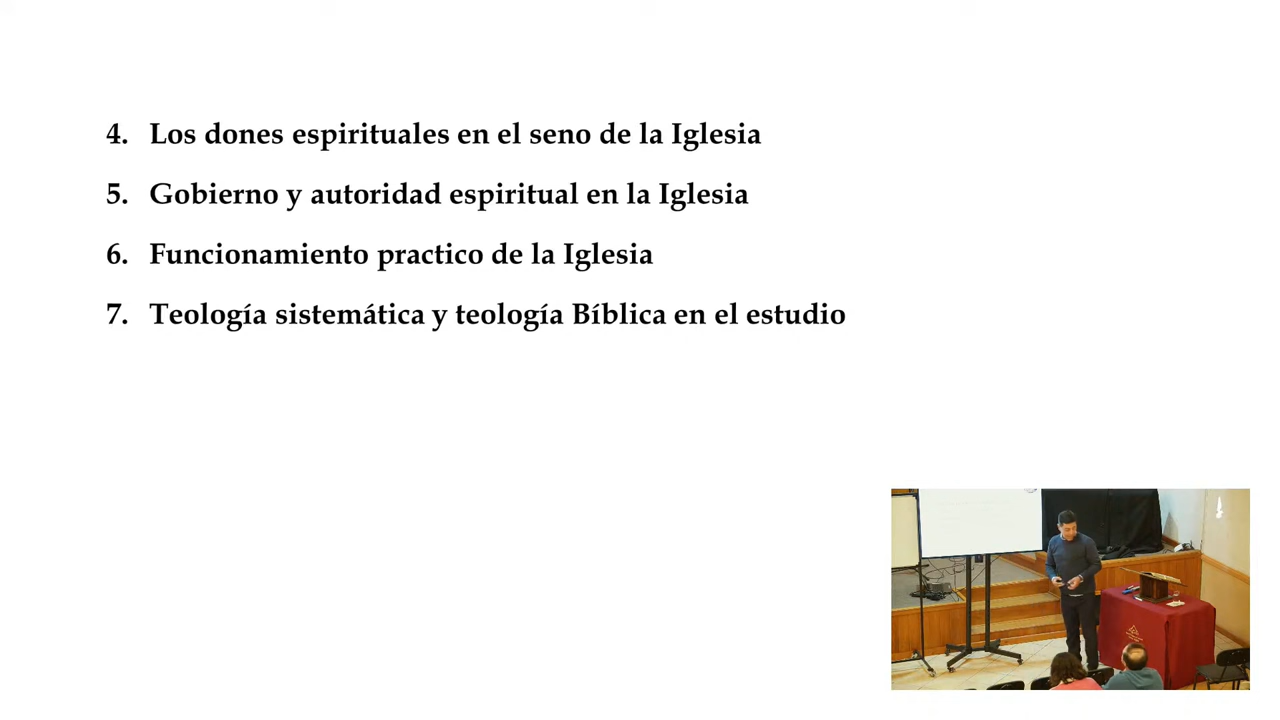 4. Los dones espirituales en el seno de la Iglesia
5. Gobierno y autoridad espiritual en la Iglesia
6. Funcionamiento practico de la Iglesia
7. Teología sistemática y teología Bíblica en el estudio